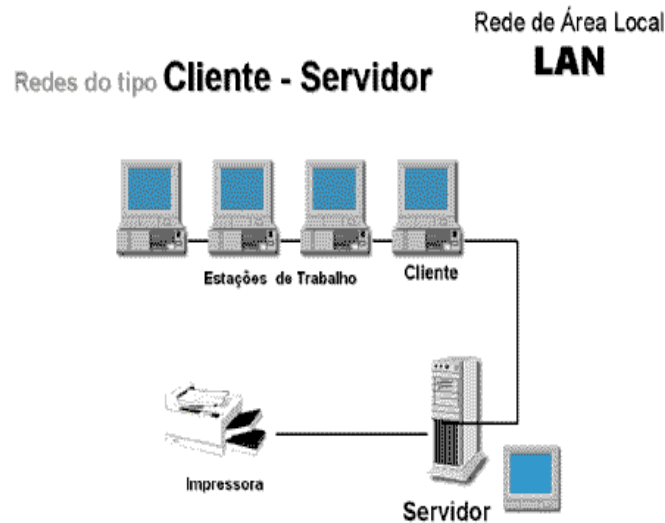 Rede de Área Local
LAN
Redes do tipo Cliente - Servidor
Estações de Trabalho
Cliente
Impressora
Servidor